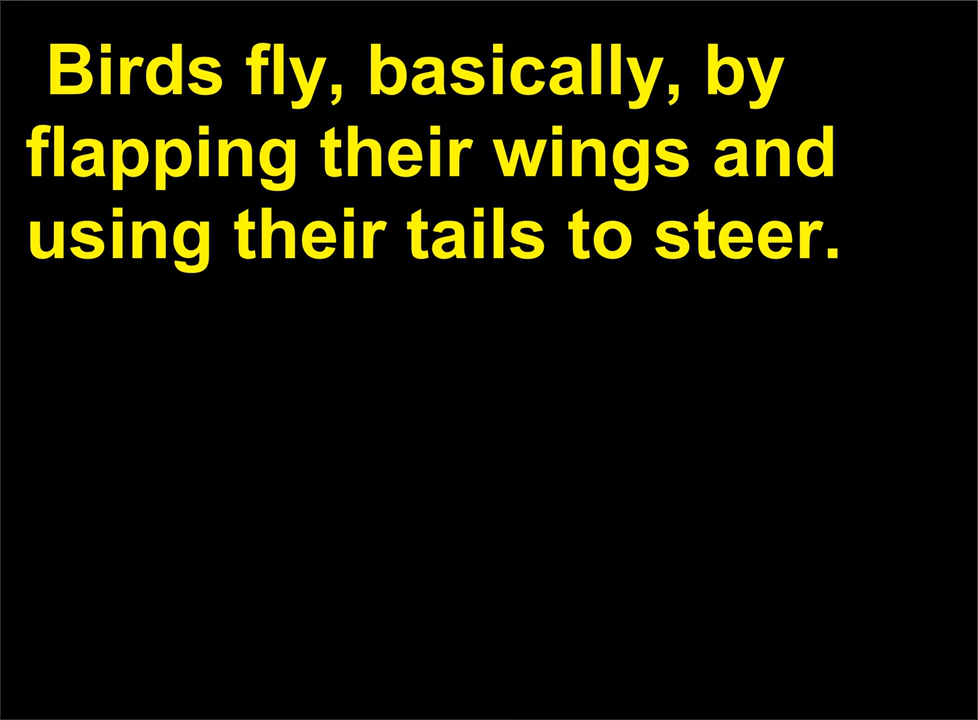 Birds fly, basically, by
flapping their wings and
using their tails to steer.